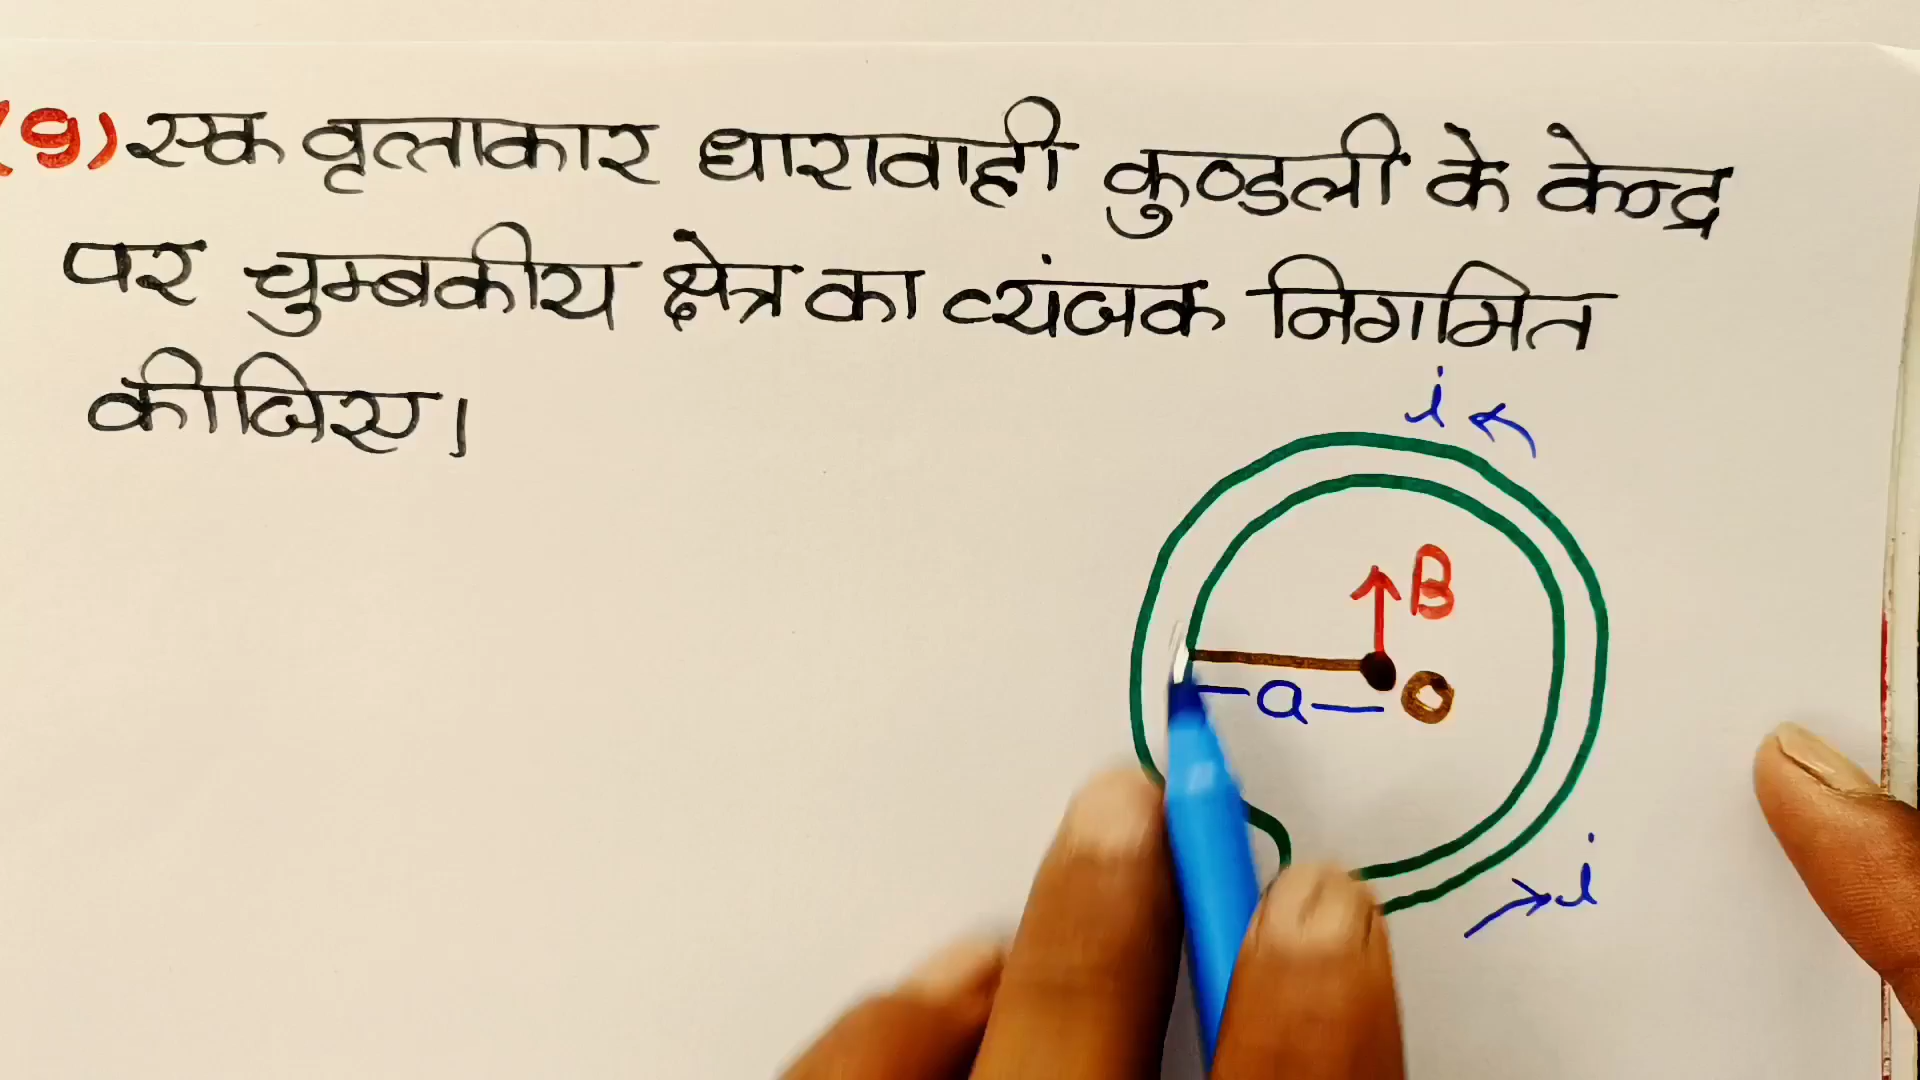 (9) एक वृत्ताकार धारावाही कुण्डली के केन्द्र
पर चुम्बकीय क्षेत्र का व्यंजक निगमित
कीजिए।
i
B
a
O
i